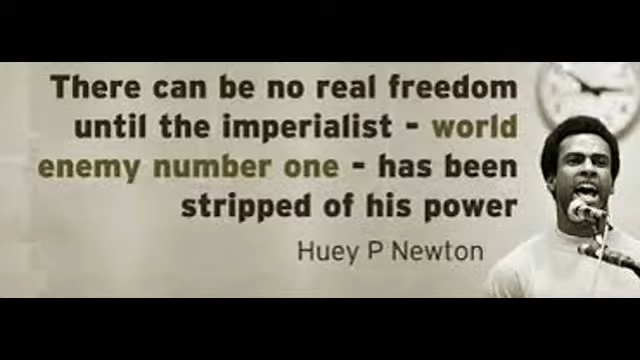 There can be no real freedom
until the imperialist - world
enemy number one - has been
stripped of his power
Huey P Newton